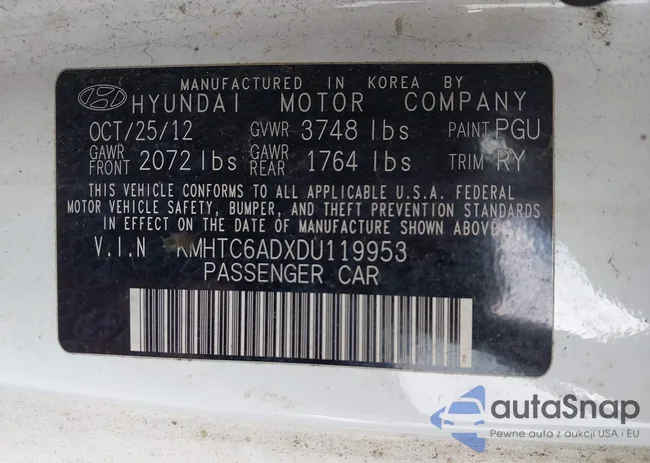 MANUFACTURED IN KOREA BY
HYUNDAI MOTOR COMPANY
OCT/25/12 GVWR 3748 lbs PAINT PGU
GAWR FRONT 2072 lbs GAWR REAR 1764 lbs TRIM RY
THIS VEHICLE CONFORMS TO ALL APPLICABLE U.S.A. FEDERAL
MOTOR VEHICLE SAFETY, BUMPER, AND THEFT PREVENTION STANDARDS
IN EFFECT ON THE DATE OF MANUFACTURE SHOWN ABOVE.
V.I.N KMHTC6ADXDU119953
PASSENGER CAR
autaSnap
Pewne auta z aukcji USA i EU